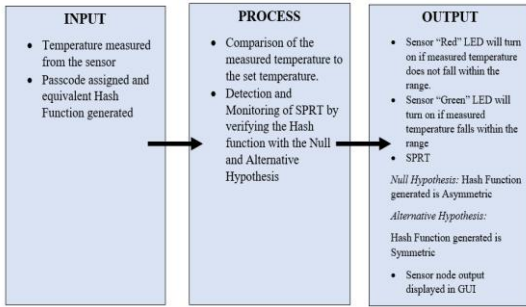 INPUT
Temperature measured
from the sensor
Passcode assigned and
equivalent Hash
Function generated
PROCESS
Comparison of the
measured temperature to
the set temperature.
Detection and
Monitoring of SPRT by
verifying the Hash
function with the Null
and Alternative
Hypothesis
OUTPUT
Sensor “Red” LED will
turn on if measured
temperature does
not fall within the
range.
Sensor “Green” LED will
turn on if measured
temperature falls within the
range
SPRT
Null Hypothesis: Hash Function
generated is Asymmetric
Alternative Hypothesis:
Hash Function generated is
Symmetric
Sensor node output
displayed in GUI